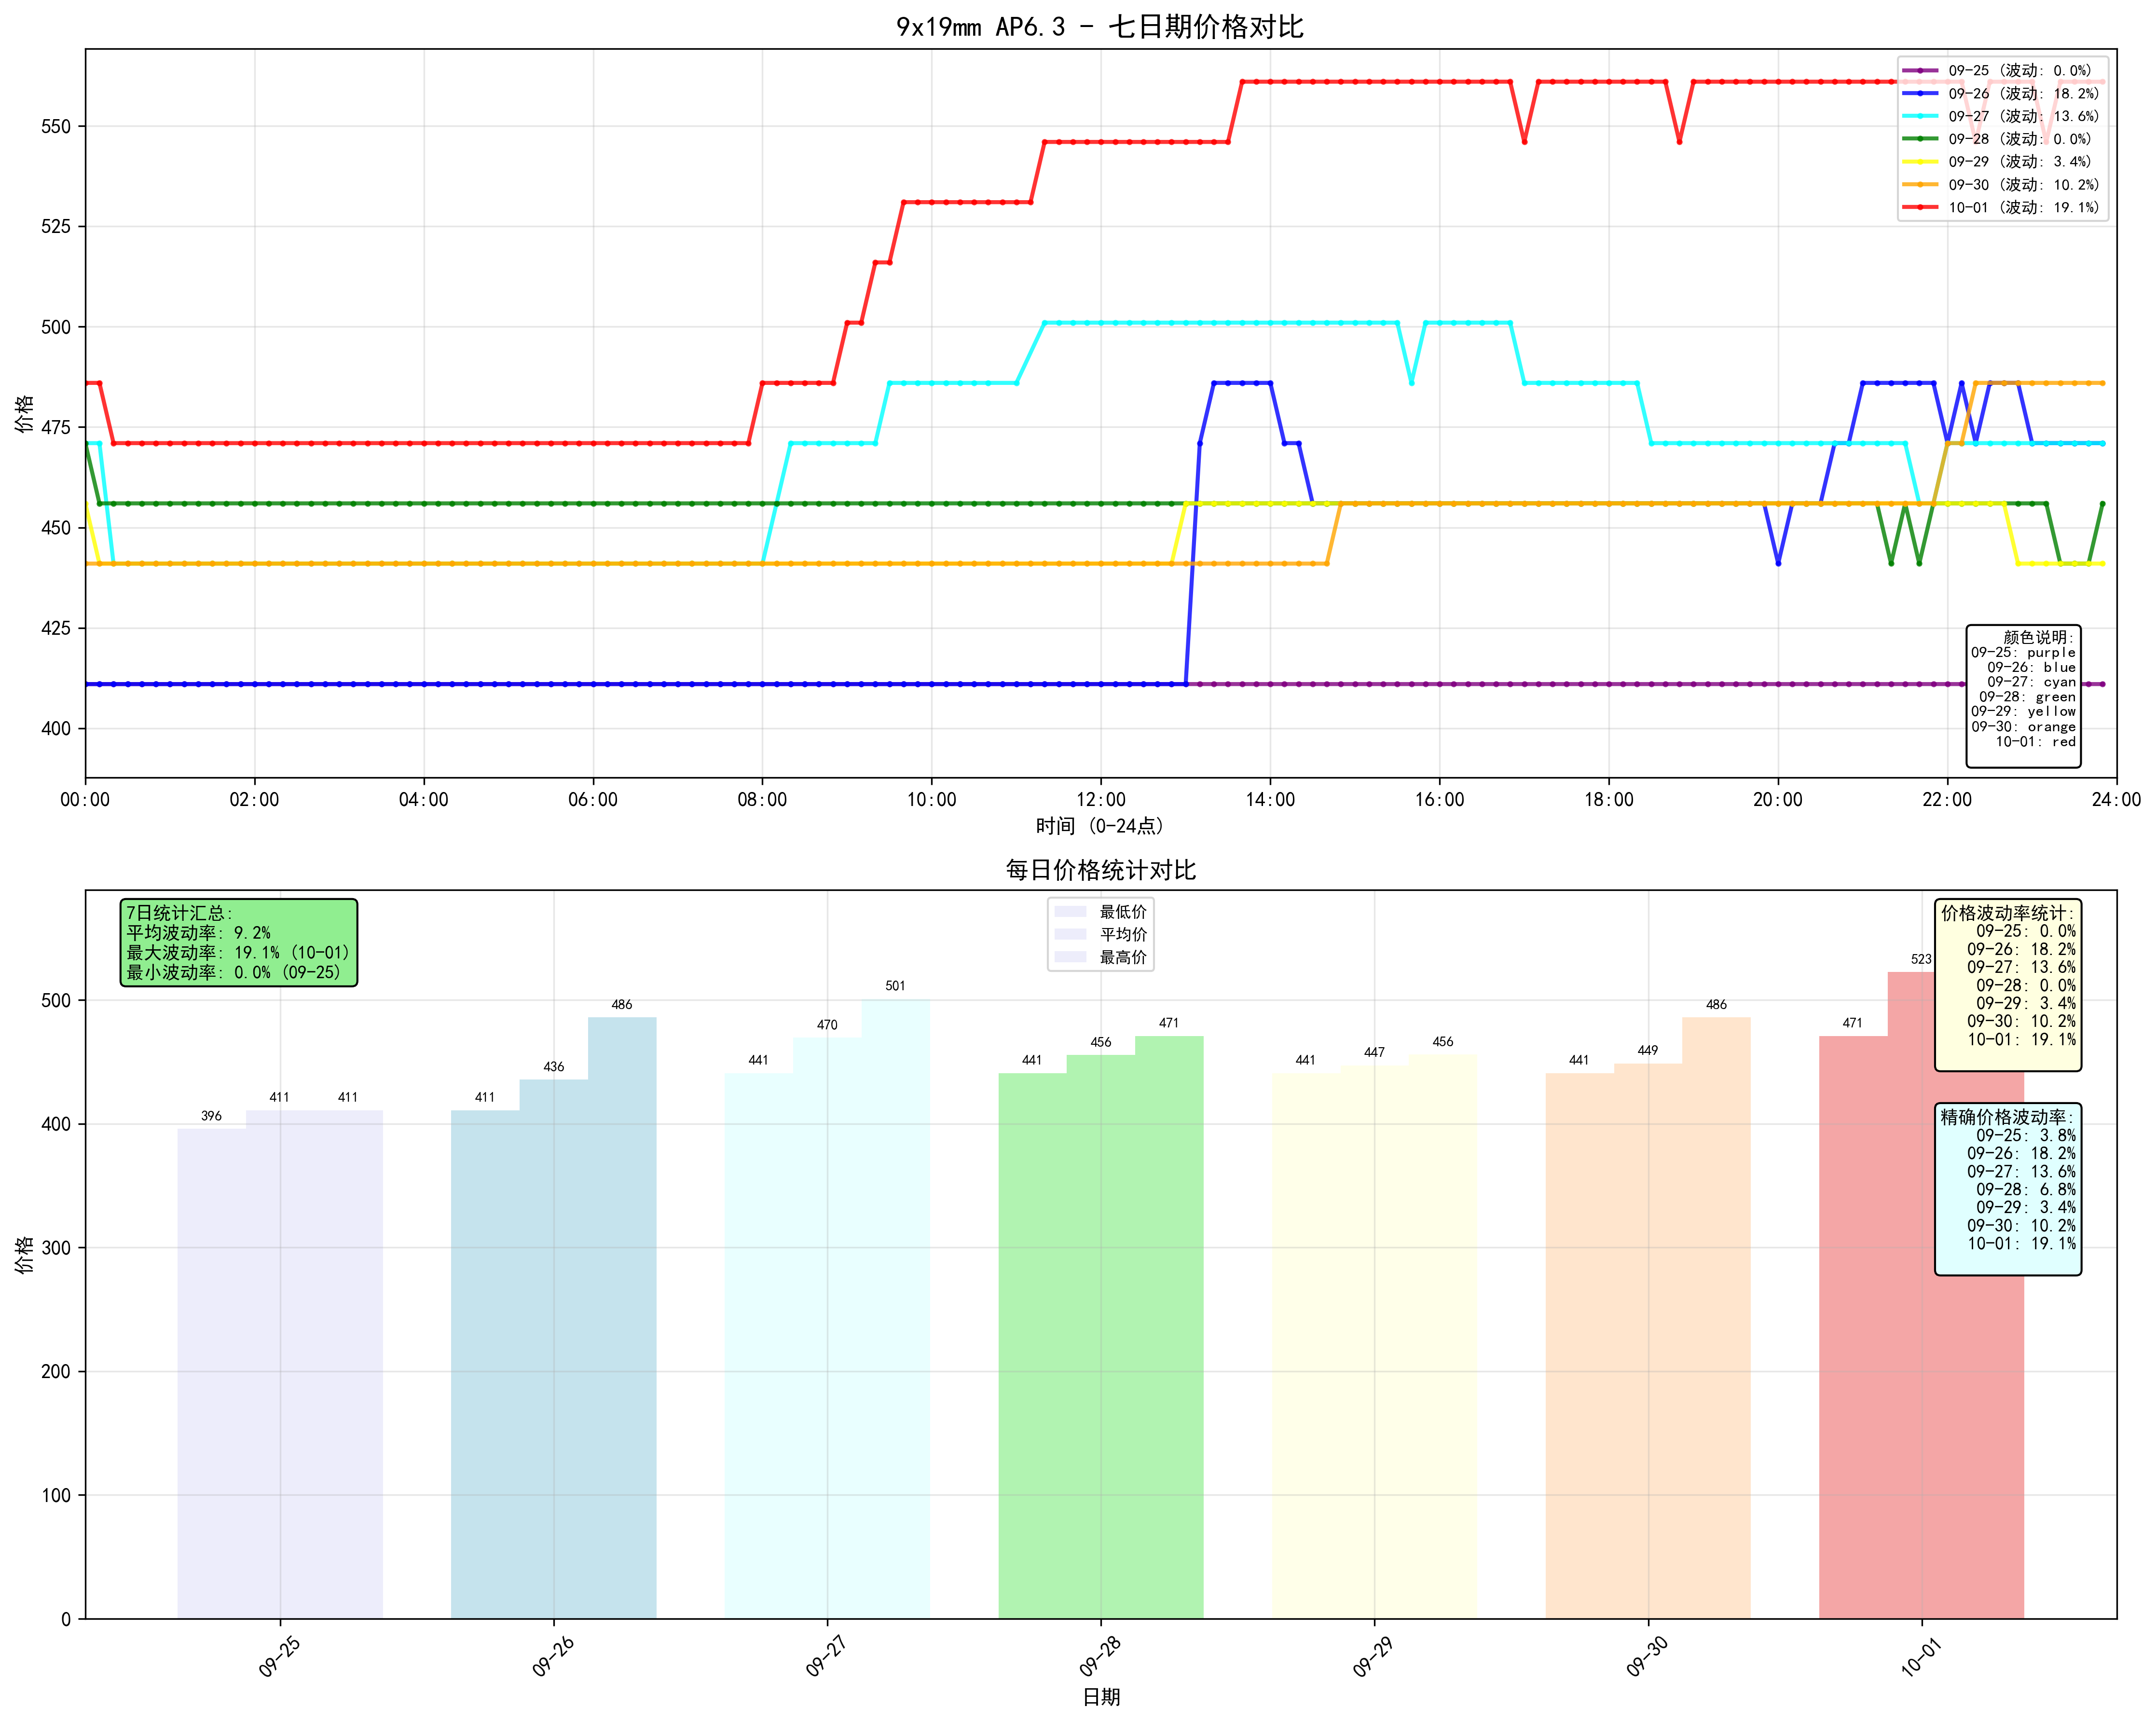 9x19mm AP6.3 - 七日期价格对比
价格
550
525
500
475
450
425
400
09-25 (波动: 0.0%)
09-26 (波动: 18.2%)
09-27 (波动: 13.6%)
09-28 (波动: 0.0%)
09-29 (波动: 3.4%)
09-30 (波动: 10.2%)
10-01 (波动: 19.1%)
颜色说明:
09-25: purple
09-26: blue
09-27: cyan
09-28: green
09-29: yellow
09-30: orange
10-01: red
00:00 02:00 04:00 06:00 08:00 10:00 12:00 14:00 16:00 18:00 20:00 22:00 24:00
时间 (0-24点)
每日价格统计对比
价格
500
400
300
200
100
0
7日统计汇总:
平均波动率: 9.2%
最大波动率: 19.1% (10-01)
最小波动率: 0.0% (09-25)
最低价
平均价
最高价
价格波动率统计:
09-25: 0.0%
09-26: 18.2%
09-27: 13.6%
09-28: 0.0%
09-29: 3.4%
09-30: 10.2%
10-01: 19.1%
精确价格波动率:
09-25: 3.8%
09-26: 18.2%
09-27: 13.6%
09-28: 6.8%
09-29: 3.4%
09-30: 10.2%
10-01: 19.1%
396 411 411
411 436 486
441 470 501
441 456 471
441 447 456
441 449 486
471 523
09-25 09-26 09-27 09-28 09-29 09-30 10-01
日期